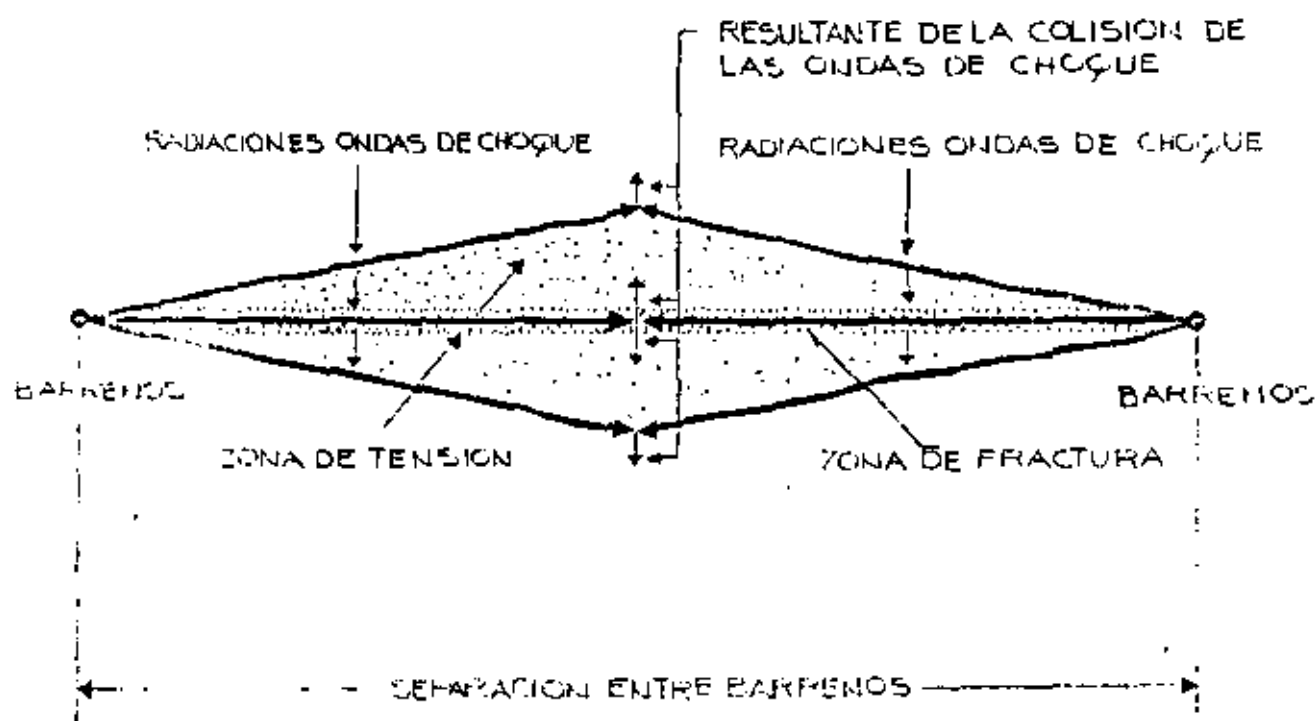 RESULTANTE DE LA COLISION DE
LAS ONDAS DE CHOQUE
RADIACIONES ONDAS DE CHOQUE
RADIACIONES ONDAS DE CHOQUE
BARRENOS
BARRENOS
ZONA DE TENSION
ZONA DE FRACTURA
SEPARACION ENTRE BARRENOS